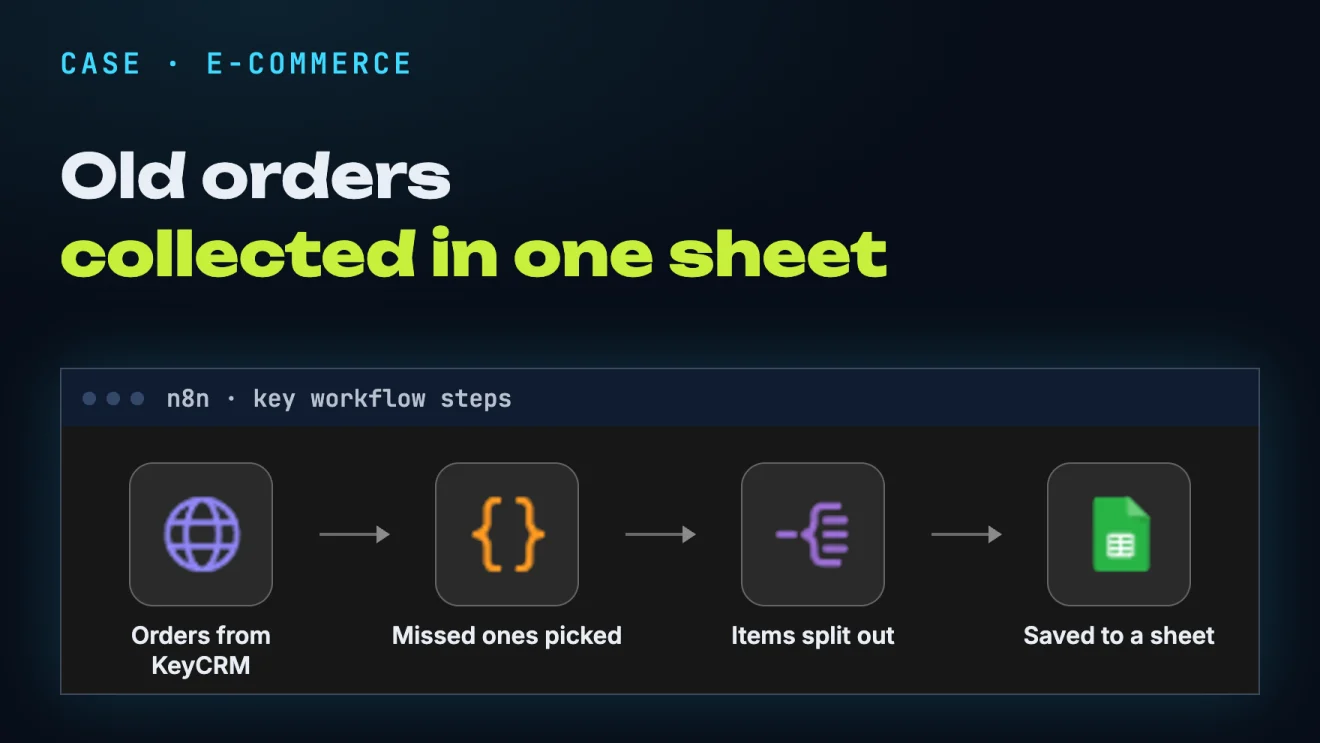 CASE · E-COMMERCE
Old orders
collected in one sheet
n8n · key workflow steps
Orders from
KeyCRM
Missed ones picked
Items split out
Saved to a sheet